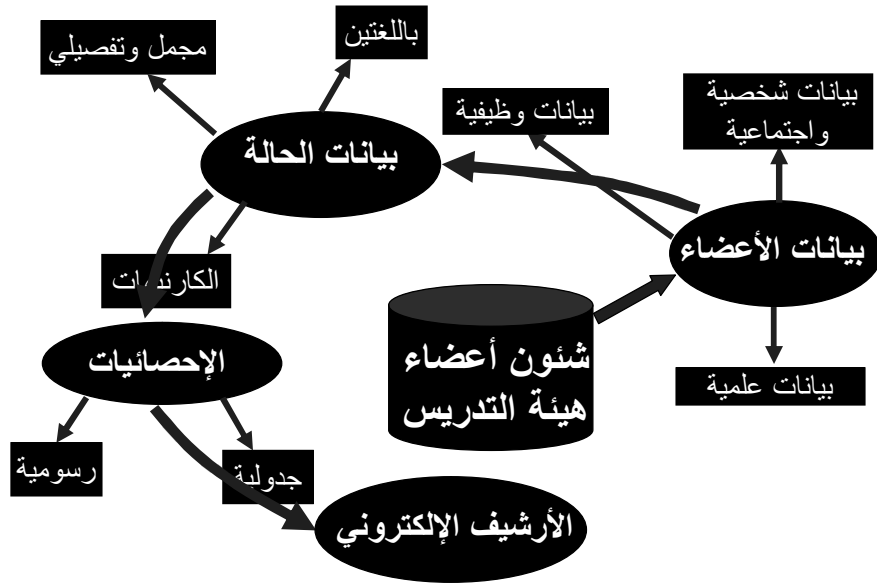 باللغتين
مجمل وتفصيلي
بيانات شخصية
واجتماعية
بيانات وظيفية
بيانات الحالة
بيانات الأعضاء
الكارنيهات
شئون أعضاء
هيئة التدريس
الإحصائيات
بيانات علمية
رسومية
جدولية
الأرشيف الإلكتروني